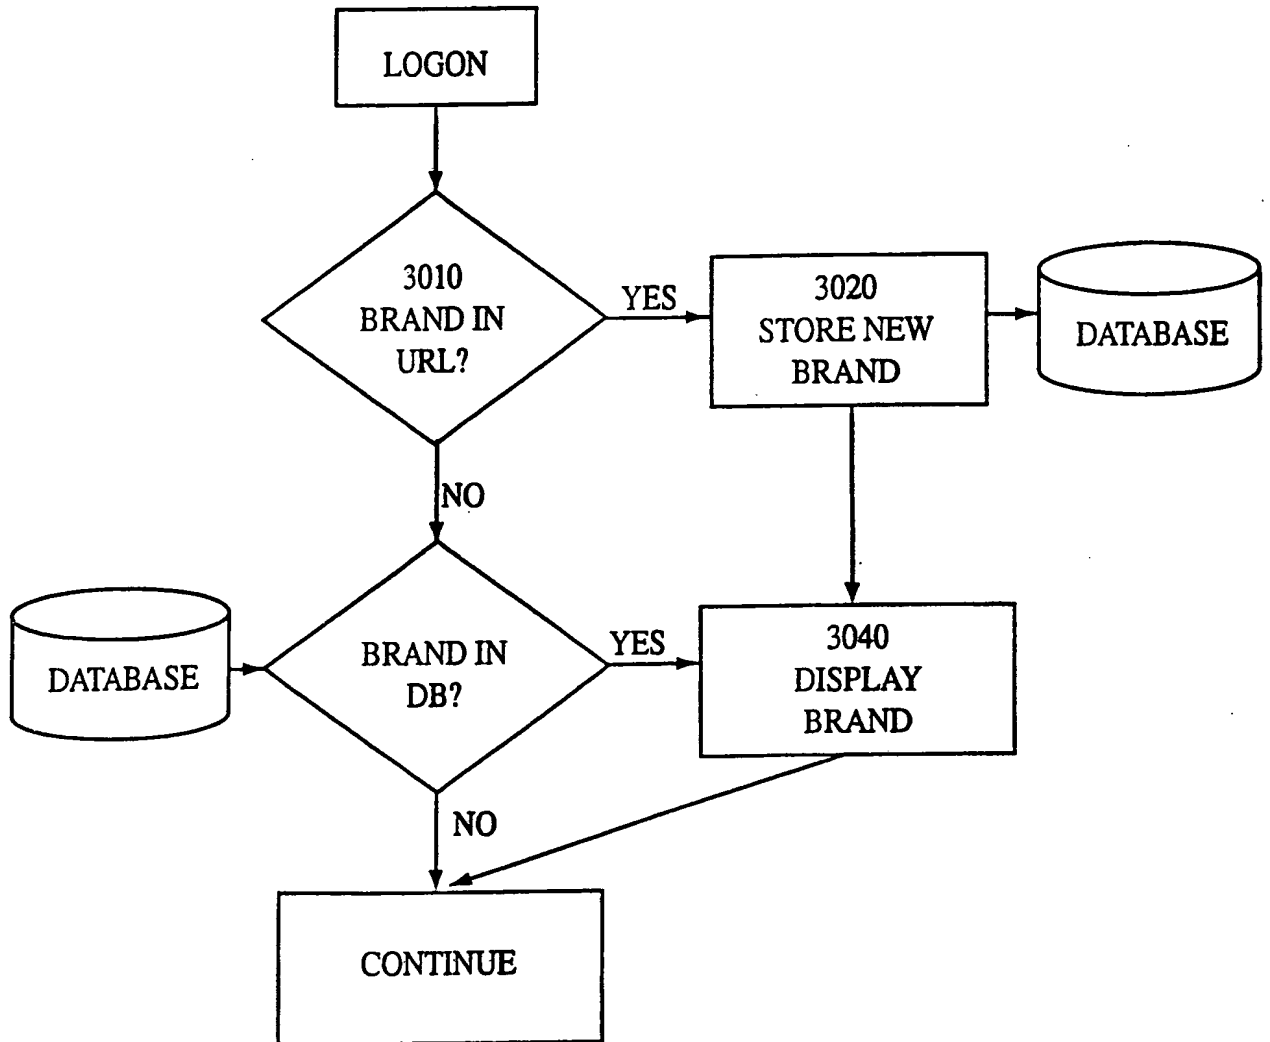 LOGON
3010
BRAND IN
URL?
YES
3020
STORE NEW
BRAND
DATABASE
NO
DATABASE
BRAND IN
DB?
YES
3040
DISPLAY
BRAND
NO
CONTINUE